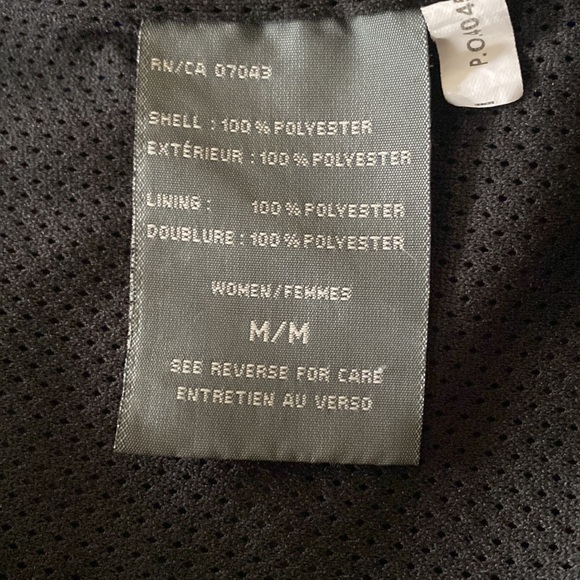 RN/CA 07043
SHELL : 100 % POLYESTER
EXTÉRIEUR : 100 % POLYESTER
LINING : 100 % POLYESTER
DOUBLURE : 100 % POLYESTER
WOMEN/FEMMES
M/M
SEE REVERSE FOR CARE
ENTRETIEN AU VERSO